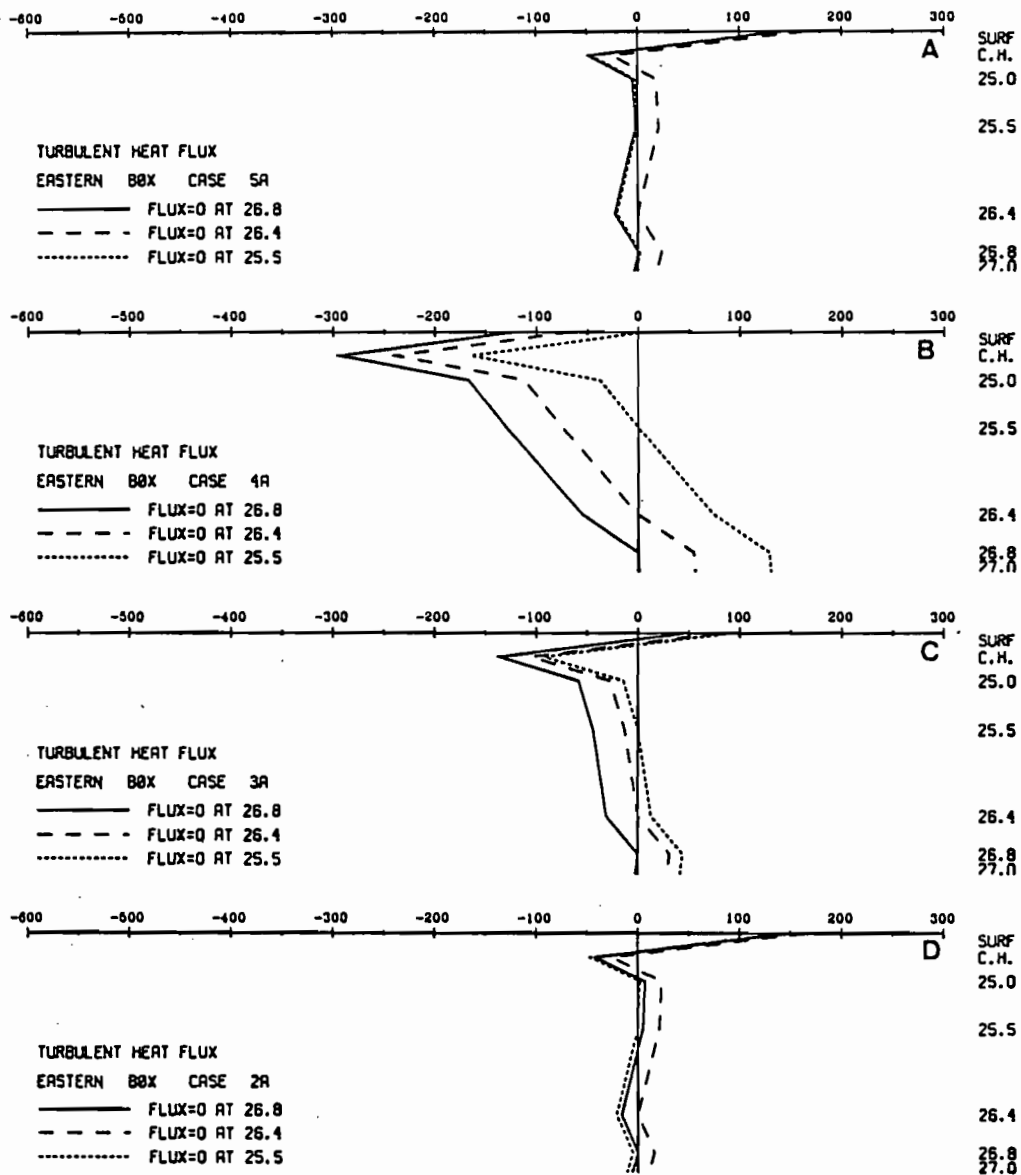 -600 -500 -400 -300 -200 -100 0 100 200 300
A
SURF
C.H.
25.0
25.5
26.4
26.8
27.0
TURBULENT HEAT FLUX
EASTERN BOX CASE 5A
FLUX=0 AT 26.8
FLUX=0 AT 26.4
FLUX=0 AT 25.5
-600 -500 -400 -300 -200 -100 0 100 200 300
B
SURF
C.H.
25.0
25.5
26.4
26.8
27.0
TURBULENT HEAT FLUX
EASTERN BOX CASE 4A
FLUX=0 AT 26.8
FLUX=0 AT 26.4
FLUX=0 AT 25.5
-600 -500 -400 -300 -200 -100 0 100 200 300
C
SURF
C.H.
25.0
25.5
26.4
26.8
27.0
TURBULENT HEAT FLUX
EASTERN BOX CASE 3A
FLUX=0 AT 26.8
FLUX=0 AT 26.4
FLUX=0 AT 25.5
-600 -500 -400 -300 -200 -100 0 100 200 300
D
SURF
C.H.
25.0
25.5
26.4
26.8
27.0
TURBULENT HEAT FLUX
EASTERN BOX CASE 2A
FLUX=0 AT 26.8
FLUX=0 AT 26.4
FLUX=0 AT 25.5